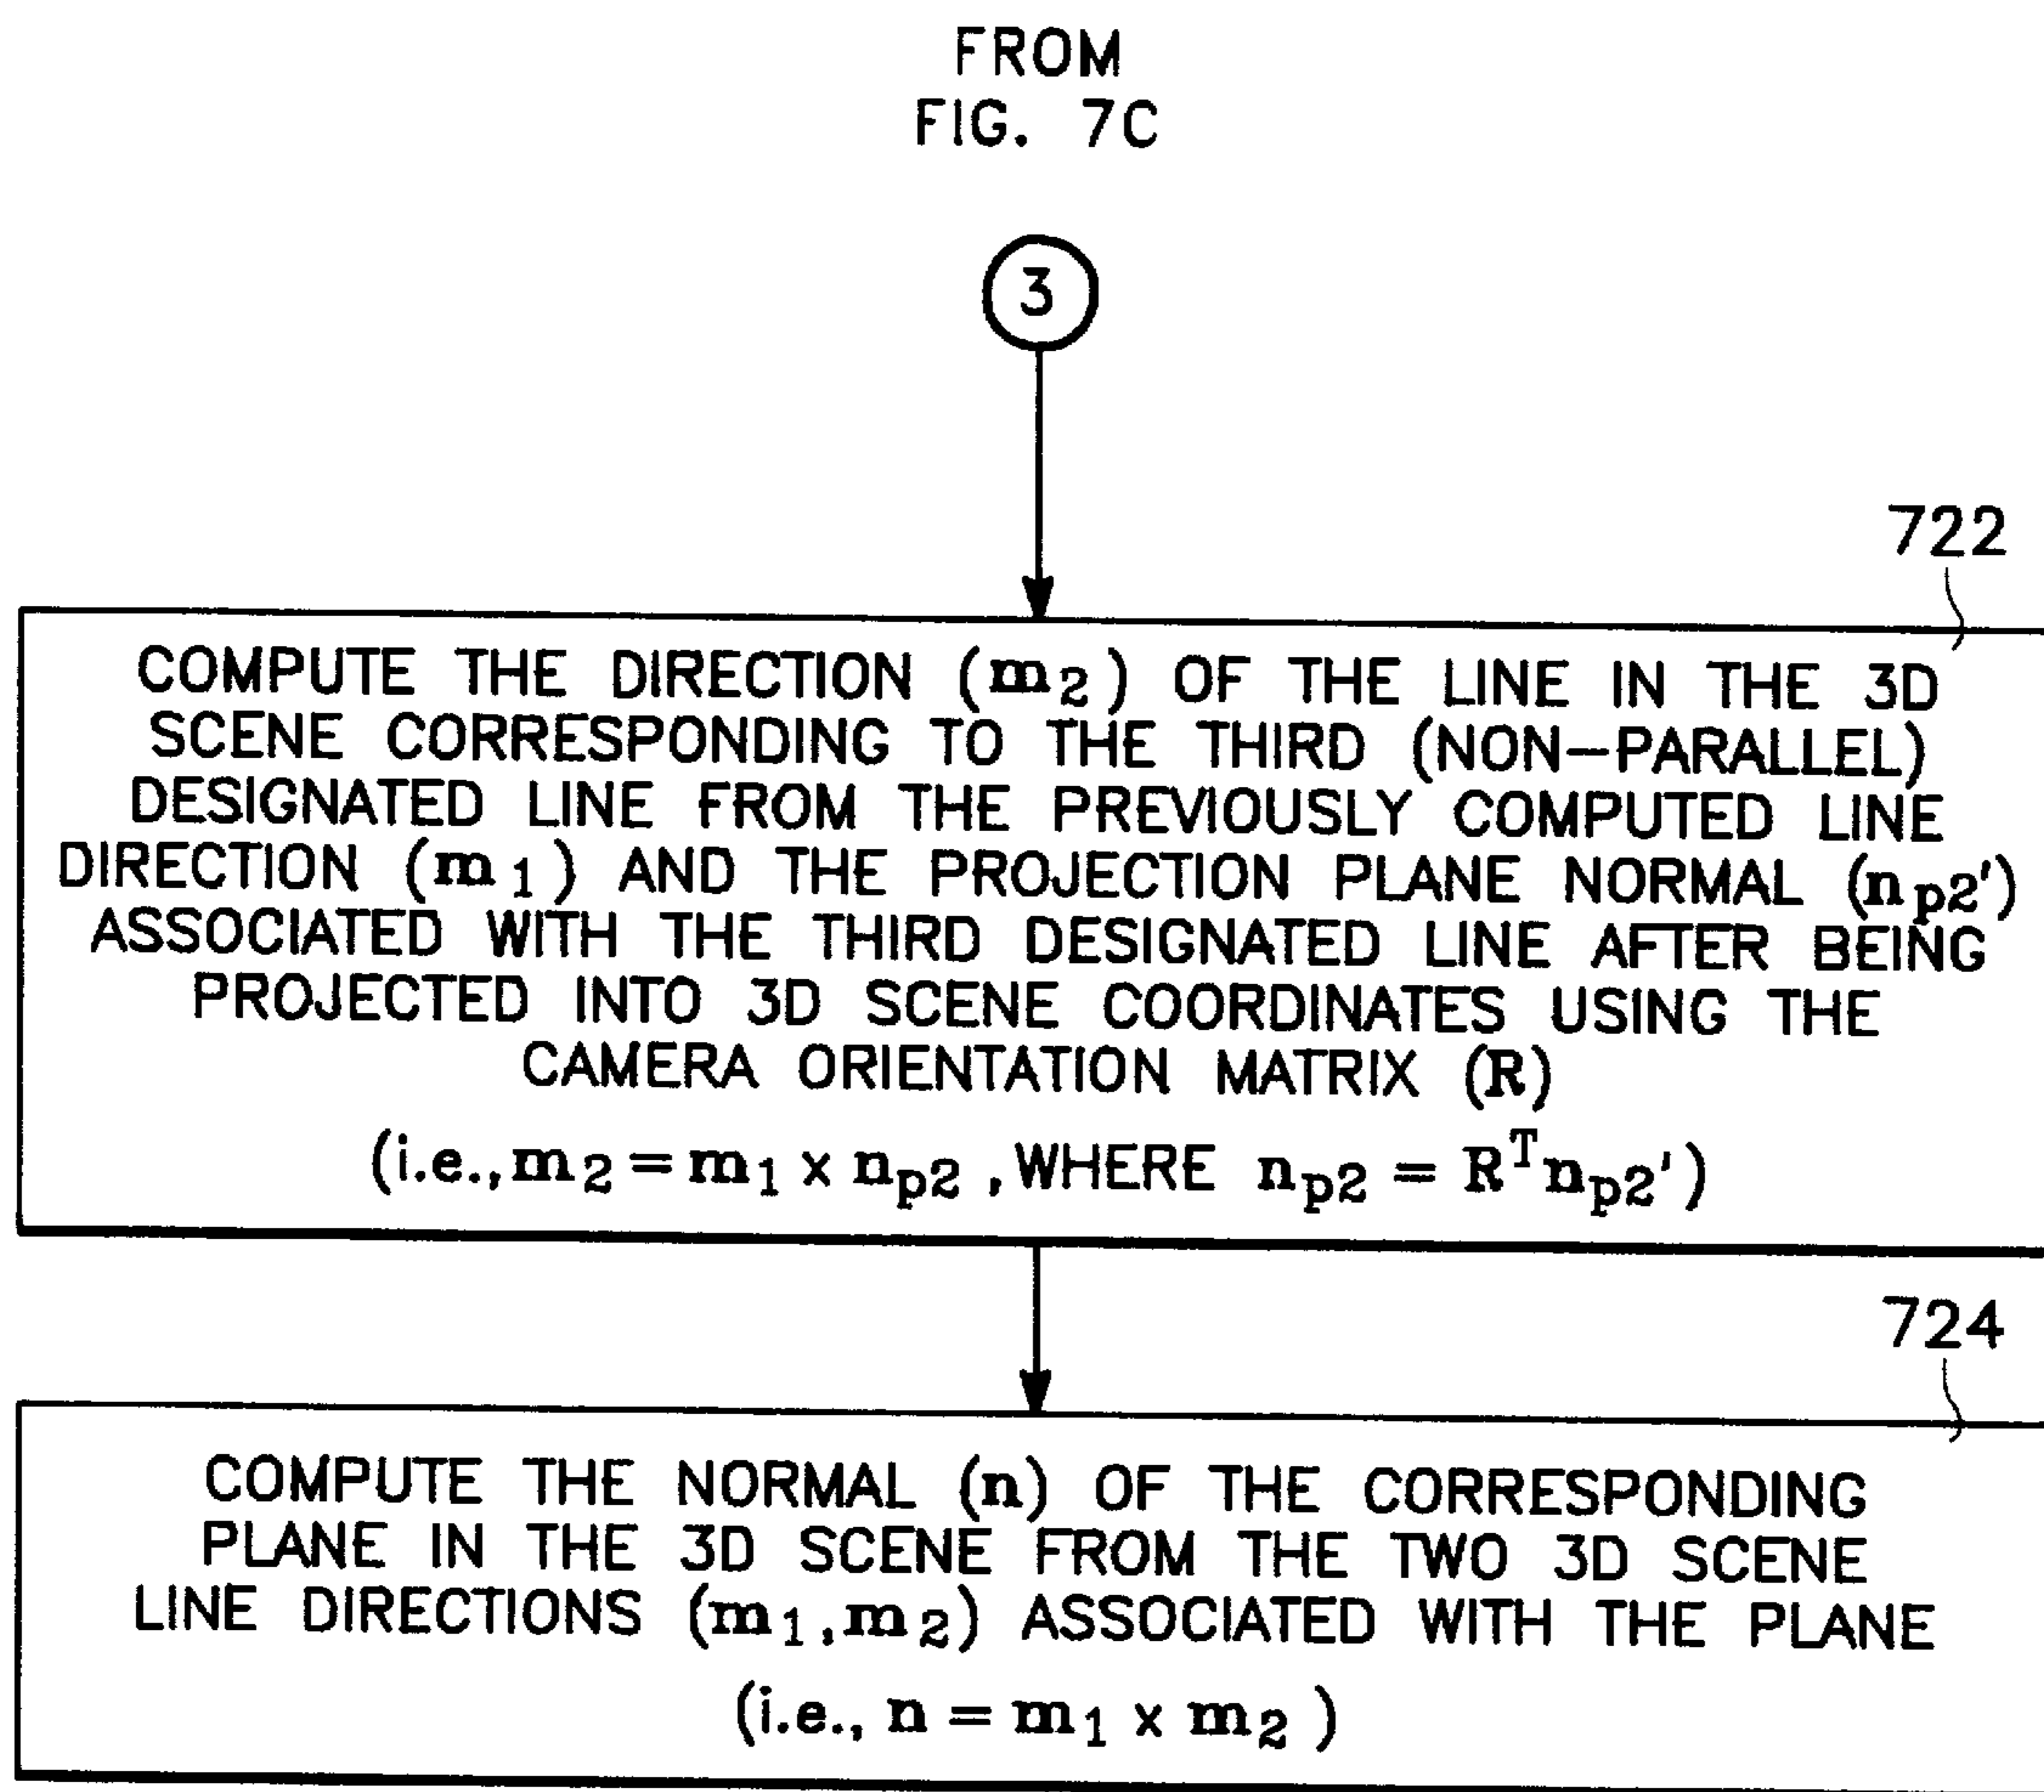 FROM
FIG. 7C
3
722
COMPUTE THE DIRECTION (m2) OF THE LINE IN THE 3D
SCENE CORRESPONDING TO THE THIRD (NON-PARALLEL)
DESIGNATED LINE FROM THE PREVIOUSLY COMPUTED LINE
DIRECTION (m1) AND THE PROJECTION PLANE NORMAL (np2')
ASSOCIATED WITH THE THIRD DESIGNATED LINE AFTER BEING
PROJECTED INTO 3D SCENE COORDINATES USING THE
CAMERA ORIENTATION MATRIX (R)
(i.e., m2 = m1 x np2, WHERE np2 = R^T np2')
724
COMPUTE THE NORMAL (n) OF THE CORRESPONDING
PLANE IN THE 3D SCENE FROM THE TWO 3D SCENE
LINE DIRECTIONS (m1, m2) ASSOCIATED WITH THE PLANE
(i.e., n = m1 x m2)